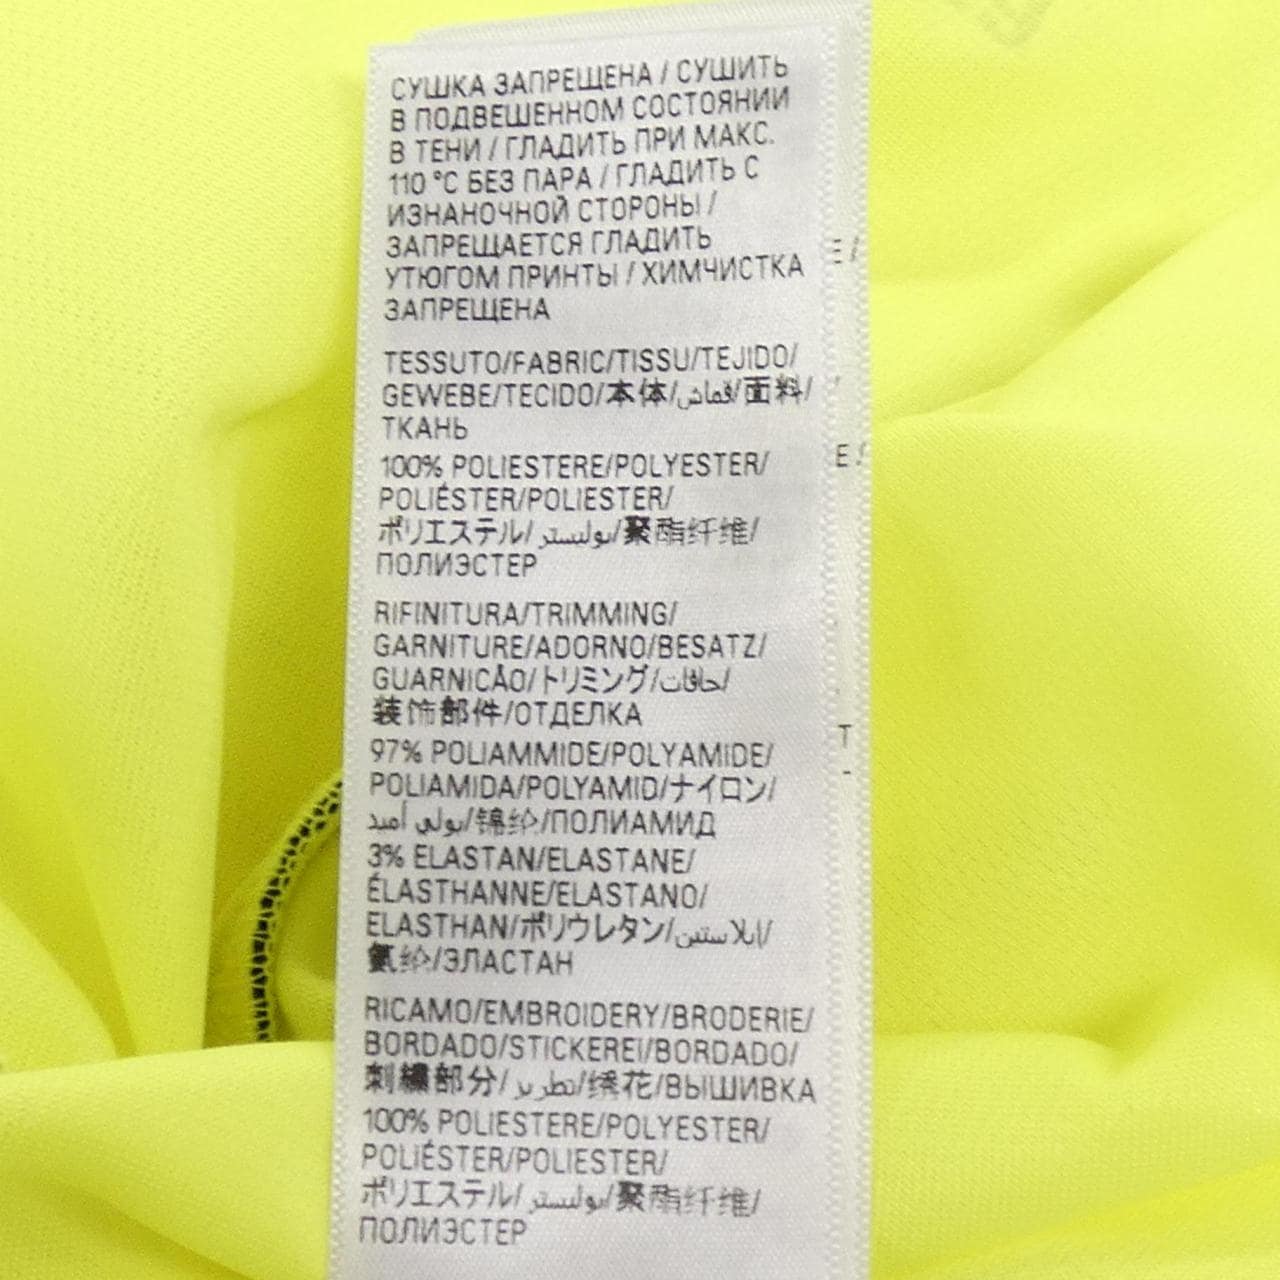 СУШКА ЗАПРЕЩЕНА / СУШИТЬ
В ПОДВЕШЕННОМ СОСТОЯНИИ
В ТЕНИ / ГЛАДИТЬ ПРИ МАКС.
110 °C БЕЗ ПАРА / ГЛАДИТЬ С
ИЗНАНОЧНОЙ СТОРОНЫ /
ЗАПРЕЩАЕТСЯ ГЛАДИТЬ
УТЮГОМ ПРИНТЫ / ХИМЧИСТКА
ЗАПРЕЩЕНА
TESSUTO/FABRIC/TISSU/TEJIDO/
GEWEBE/TECIDO/本体/قماش/面料/
ТКАНЬ
100% POLIESTERE/POLYESTER/
POLIÉSTER/POLIESTER/
ポリエステル/بوليستر/聚酯纤维/
ПОЛИЭСТЕР
RIFINITURA/TRIMMING/
GARNITURE/ADORNO/BESATZ/
GUARNICÃO/トリミング/حافات/
装饰部件/ОТДЕЛКА
97% POLIAMMIDE/POLYAMIDE/
POLIAMIDA/POLYAMID/ナイロン/
بولي أميد/锦纶/ПОЛИАМИД
3% ELASTAN/ELASTANE/
ÉLASTHANNE/ELASTANO/
ELASTHAN/ポリウレタン/إيلاستين/
氨纶/ЭЛАСТАН
RICAMO/EMBROIDERY/BRODERIE/
BORDADO/STICKEREI/BORDADO/
刺繍部分/تطريز/绣花/ВЫШИВКА
100% POLIESTERE/POLYESTER/
POLIÉSTER/POLIESTER/
ポリエステル/بوليستر/聚酯纤维/
ПОЛИЭСТЕР